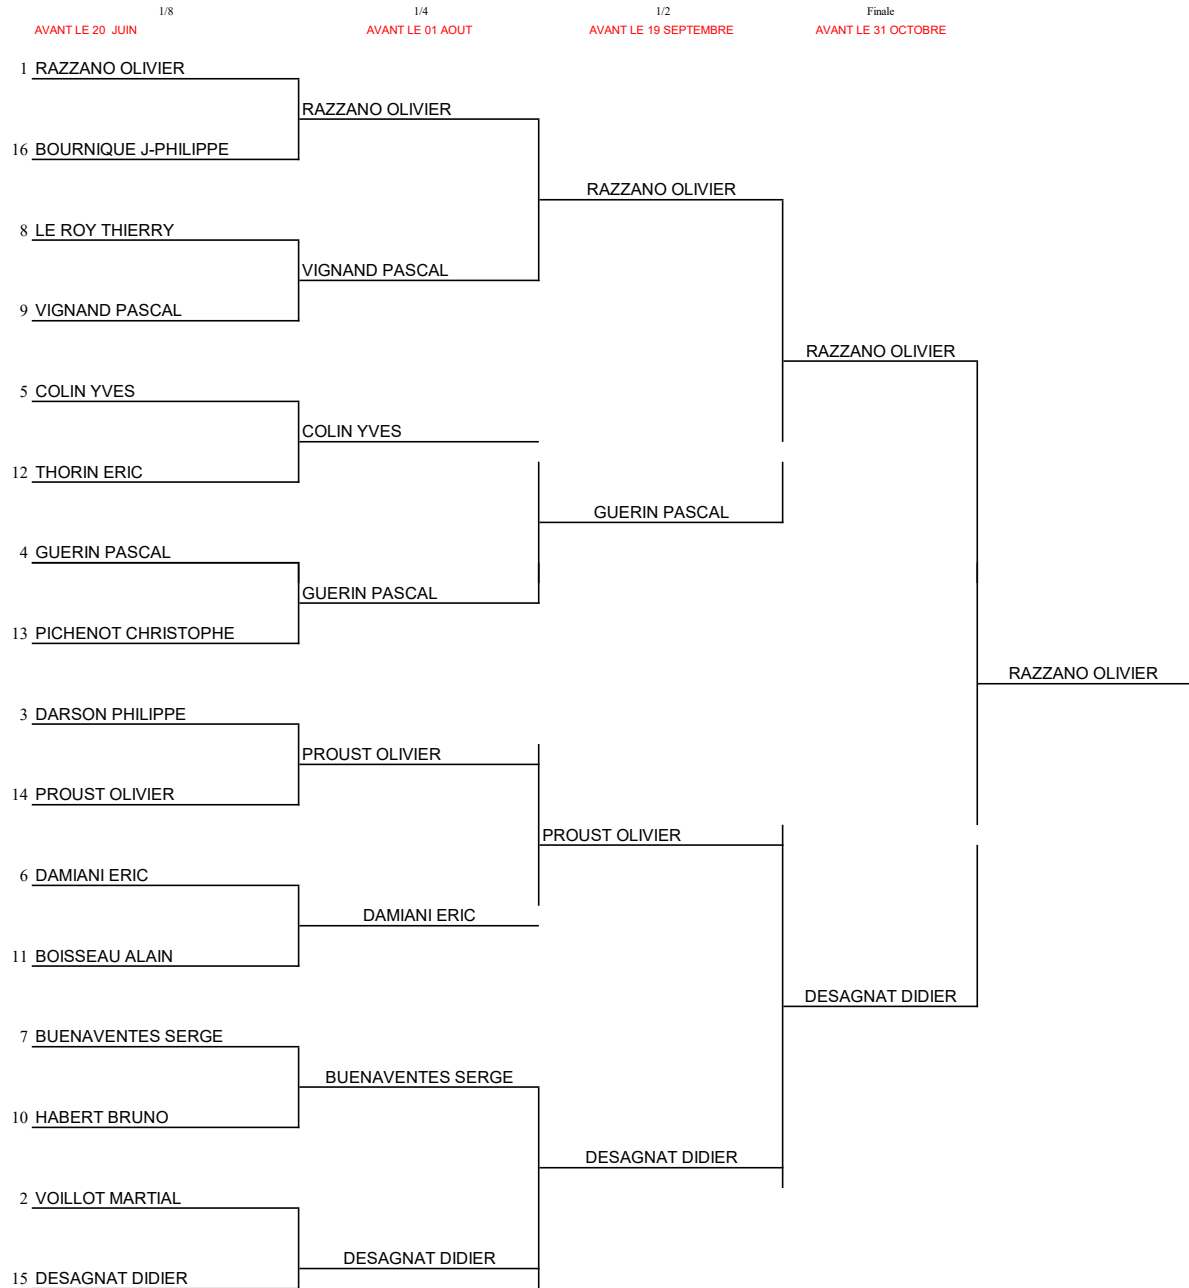 1/8 1/4 1/2 Finale
AVANT LE 20 JUIN AVANT LE 01 AOUT AVANT LE 19 SEPTEMBRE AVANT LE 31 OCTOBRE
1 RAZZANO OLIVIER
RAZZANO OLIVIER
16 BOURNIQUE J-PHILIPPE
RAZZANO OLIVIER
8 LE ROY THIERRY
VIGNAND PASCAL
9 VIGNAND PASCAL
RAZZANO OLIVIER
5 COLIN YVES
COLIN YVES
12 THORIN ERIC
GUERIN PASCAL
4 GUERIN PASCAL
GUERIN PASCAL
13 PICHENOT CHRISTOPHE
RAZZANO OLIVIER
3 DARSON PHILIPPE
PROUST OLIVIER
14 PROUST OLIVIER
PROUST OLIVIER
6 DAMIANI ERIC
DAMIANI ERIC
11 BOISSEAU ALAIN
DESAGNAT DIDIER
7 BUENAVENTES SERGE
BUENAVENTES SERGE
10 HABERT BRUNO
DESAGNAT DIDIER
2 VOILLOT MARTIAL
DESAGNAT DIDIER
15 DESAGNAT DIDIER